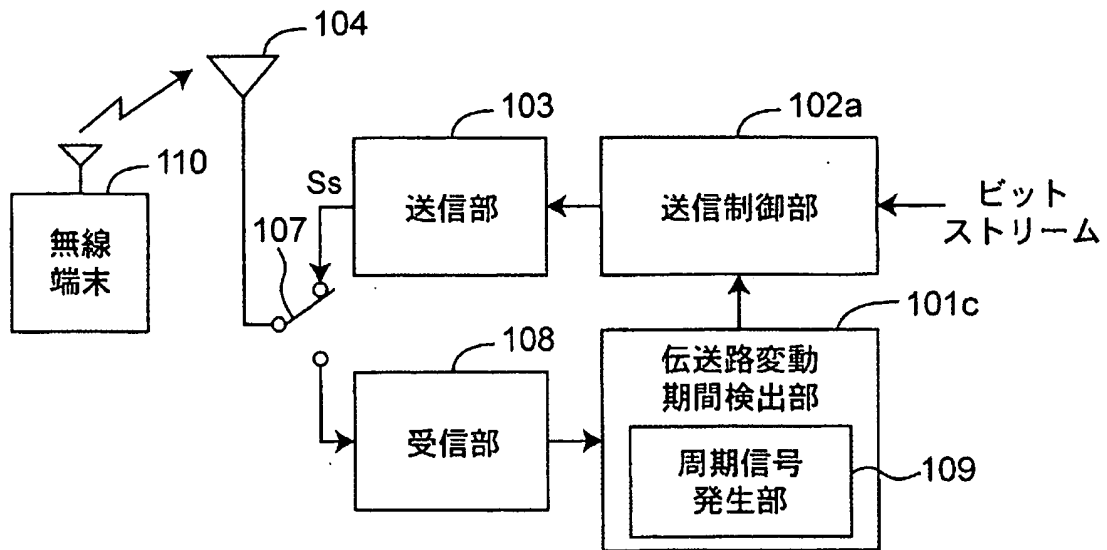 104
103
102a
110
Ss
送信部
送信制御部
ビット
ストリーム
無線
端末
107
101c
108
伝送路変動
期間検出部
受信部
周期信号
発生部
109